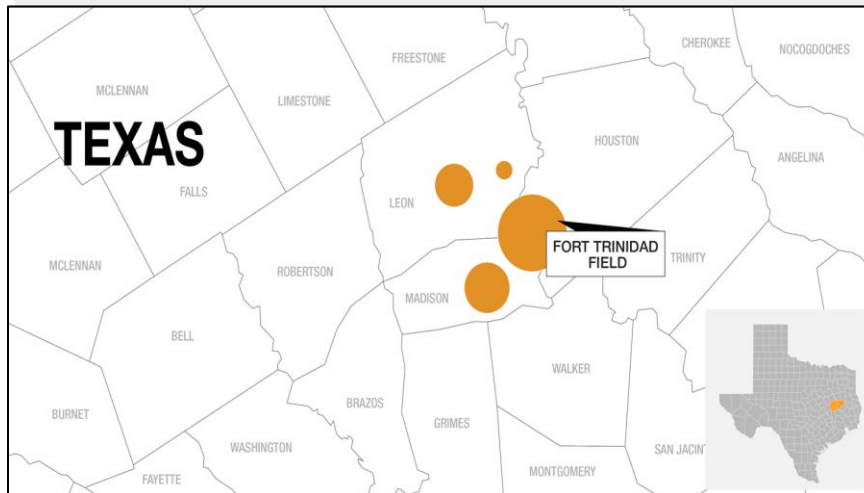 FREESTONE
CHEROKEE
NOCOGDOCHES
MCLENNAN
LIMESTONE
TEXAS
HOUSTON
ANGELINA
FALLS
LEON
FORT TRINIDAD
FIELD
MCLENNAN
ROBERTSON
TRINITY
MADISON
BELL
WALKER
BURNET
BRAZOS
GRIMES
WASHINGTON
SAN JACINT
FAYETTE
MONTGOMERY